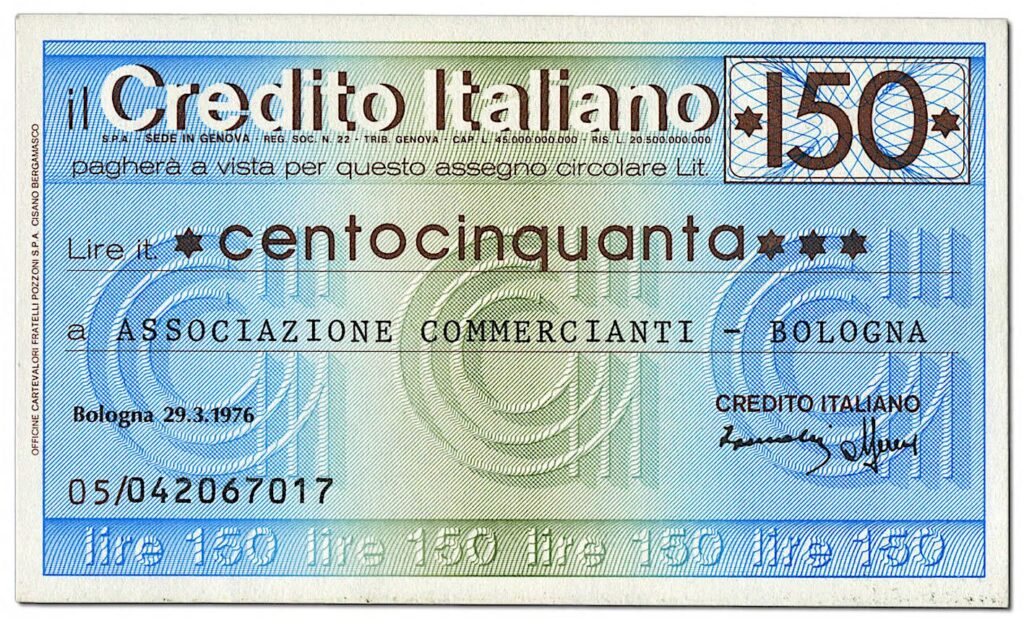 il Credito Italiano
150
S.P.A. SEDE IN GENOVA - REG. SOC. N. 22 - TRIB. GENOVA - CAP. L. 45.000.000.000 - RIS. L. 20.500.000.000
pagherà a vista per questo assegno circolare Lit.
Lire it. centocinquanta
a ASSOCIAZIONE COMMERCIANTI - BOLOGNA
Bologna 29.3.1976
CREDITO ITALIANO
05/042067017
lire 150 lire 150 lire 150 lire 150
OFFICINE CARTEVALORI FRATELLI POZZONI S.P.A. CISANO BERGAMASCO